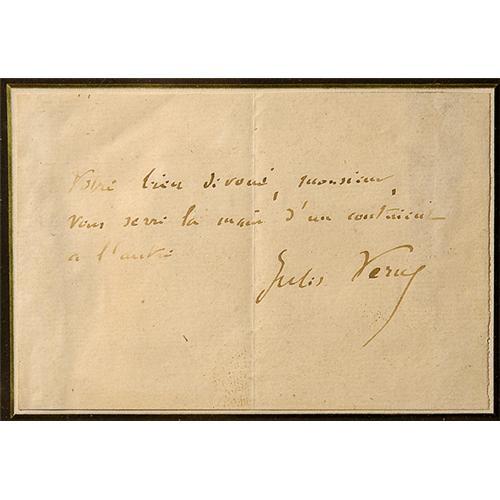 Votre bien dévoué, monsieur,
vous serre la main d'un continent
a l'autre
Jules Verne